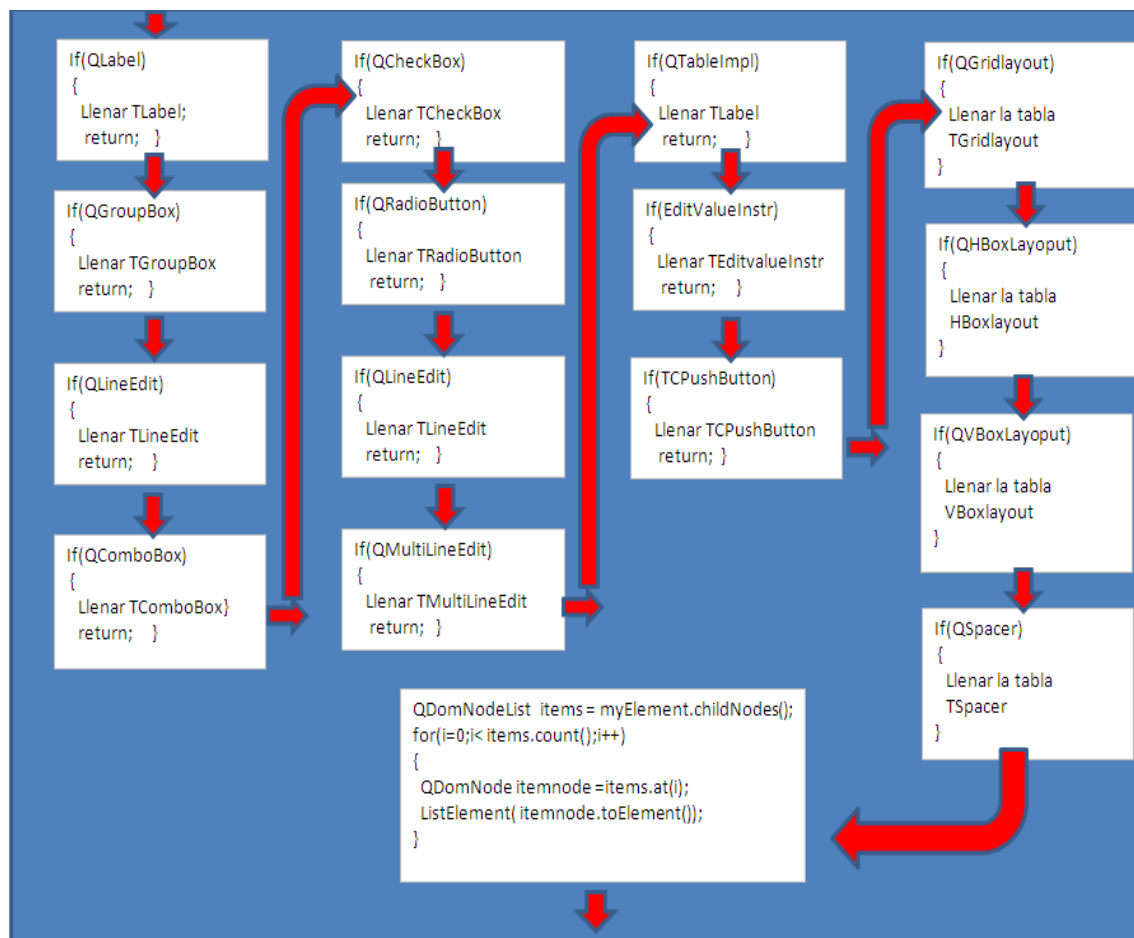 If(QLabel)
{
Llenar TLabel;
return; }
If(QGroupBox)
{
Llenar TGroupBox
return; }
If(QLineEdit)
{
Llenar TLineEdit
return; }
If(QComboBox)
{
Llenar TComboBox}
return; }
If(QCheckBox)
{
Llenar TCheckBox
return; }
If(QRadioButton)
{
Llenar TRadioButton
return; }
If(QLineEdit)
{
Llenar TLineEdit
return; }
If(QMultiLineEdit)
{
Llenar TMultiLineEdit
return; }
If(QTableImpl)
{
Llenar TLabel
return; }
If(EditValueInstr)
{
Llenar TEditvalueInstr
return; }
If(TCPushButton)
{
Llenar TCPushButton
return; }
If(QGridlayout)
{
Llenar la tabla
TGridlayout
}
If(QHBoxLayoput)
{
Llenar la tabla
HBoxlayout
}
If(QVBoxLayoput)
{
Llenar la tabla
VBoxlayout
}
If(QSpacer)
{
Llenar la tabla
TSpacer
}
QDomNodeList items = myElement.childNodes();
for(i=0;i< items.count();i++)
{
QDomNode itemnode =items.at(i);
ListElement( itemnode.toElement());
}